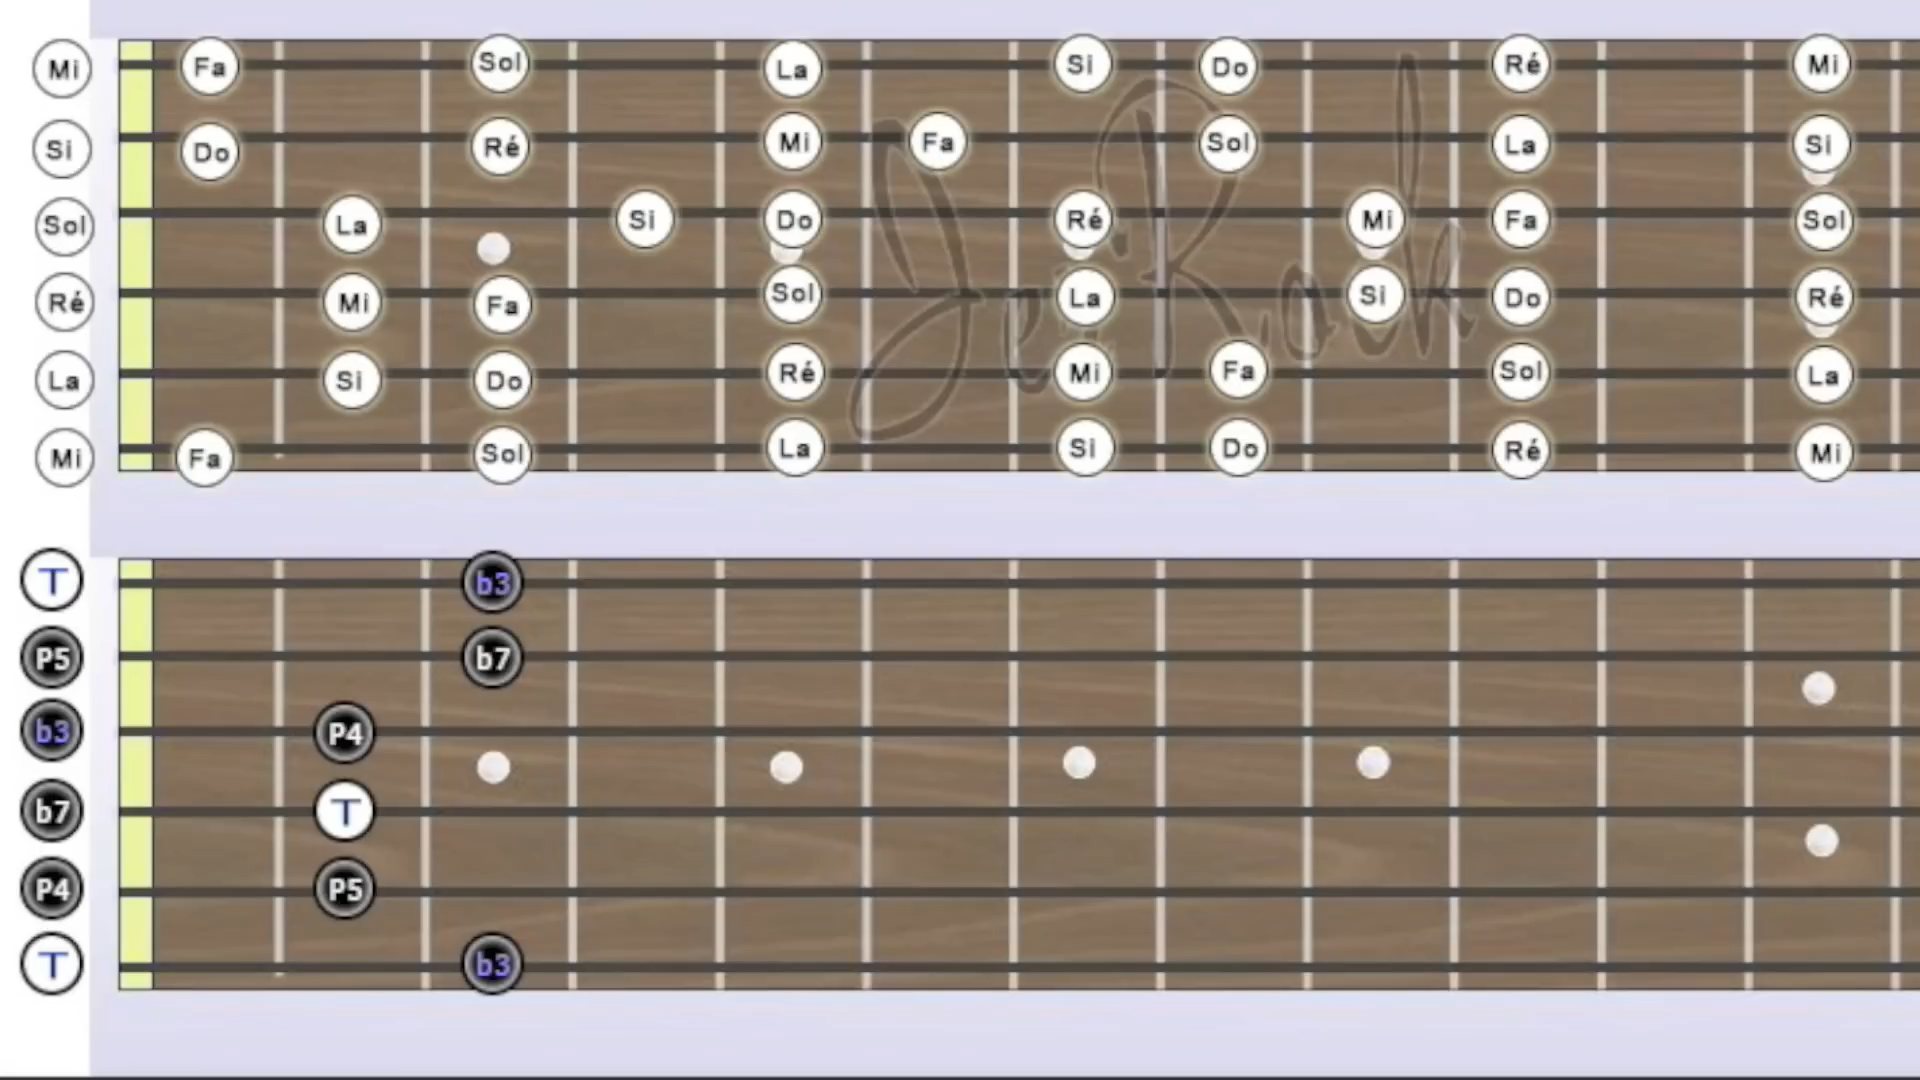 Mi Fa Sol La Si Do Ré Mi
Si Do Ré Mi Fa Sol La Si
Sol La Si Do Ré Mi Fa Sol
Ré Mi Fa Sol La Si Do Ré
La Si Do Ré Mi Fa Sol La
Mi Fa Sol La Si Do Ré Mi
JeiRock
T b3
P5 b7
b3 P4
b7 T
P4 P5
T b3